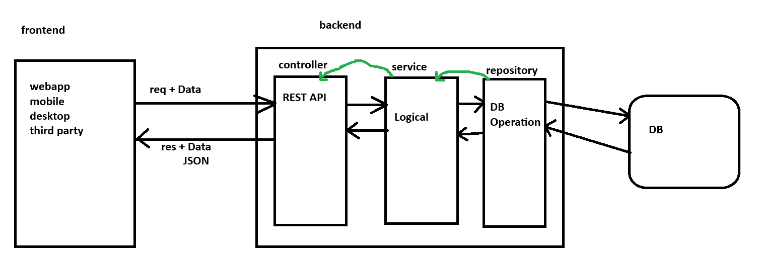 frontend
backend
webapp
mobile
desktop
third party
req + Data
res + Data
JSON
controller
REST API
service
Logical
repository
DB
Operation
DB